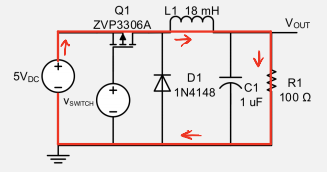 Q1
ZVP3306A
L1 18 mH
VOUT
5VDC
+
−
VSWITCH
+
−
D1
1N4148
C1
1 uF
R1
100 Ω